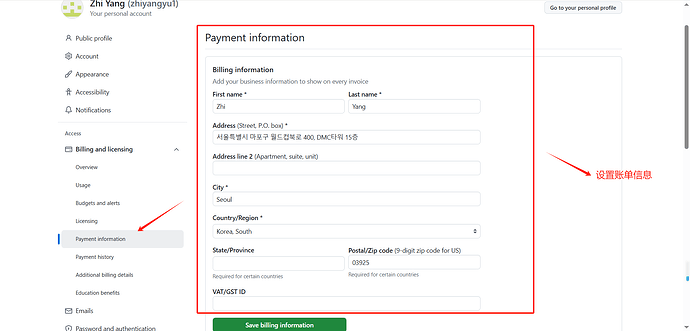 Zhi Yang (zhiyangyu1)
Your personal account
Go to your personal profile
Public profile
Account
Appearance
Accessibility
Notifications
Access
Billing and licensing
Overview
Usage
Budgets and alerts
Licensing
Payment information
Payment history
Additional billing details
Education benefits
Emails
Password and authentication
Payment information
Billing information
Add your business information to show on every invoice
First name * Last name *
Zhi Yang
Address (Street, P.O. box) *
서울특별시 마포구 월드컵북로 400, DMC타워 15층
Address line 2 (Apartment, suite, unit)
City *
Seoul
Country/Region *
Korea, South
State/Province Postal/Zip code (9-digit zip code for US)
03925
Required for certain countries Required for certain countries
VAT/GST ID
Save billing information
设置账单信息